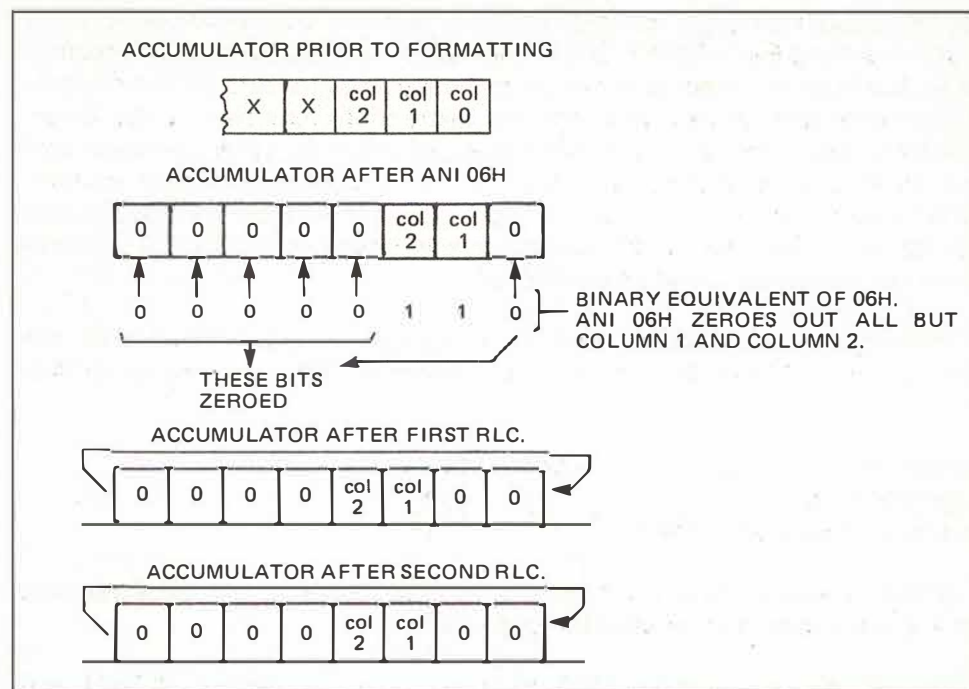 ACCUMULATOR PRIOR TO FORMATTING
X X col 2 col 1 col 0
ACCUMULATOR AFTER ANI 06H
0 0 0 0 0 col 2 col 1 0
0 0 0 0 0 1 1 0
BINARY EQUIVALENT OF 06H.
ANI 06H ZEROES OUT ALL BUT
COLUMN 1 AND COLUMN 2.
THESE BITS
ZEROED
ACCUMULATOR AFTER FIRST RLC.
0 0 0 0 col 2 col 1 0 0
ACCUMULATOR AFTER SECOND RLC.
0 0 0 0 col 2 col 1 0 0